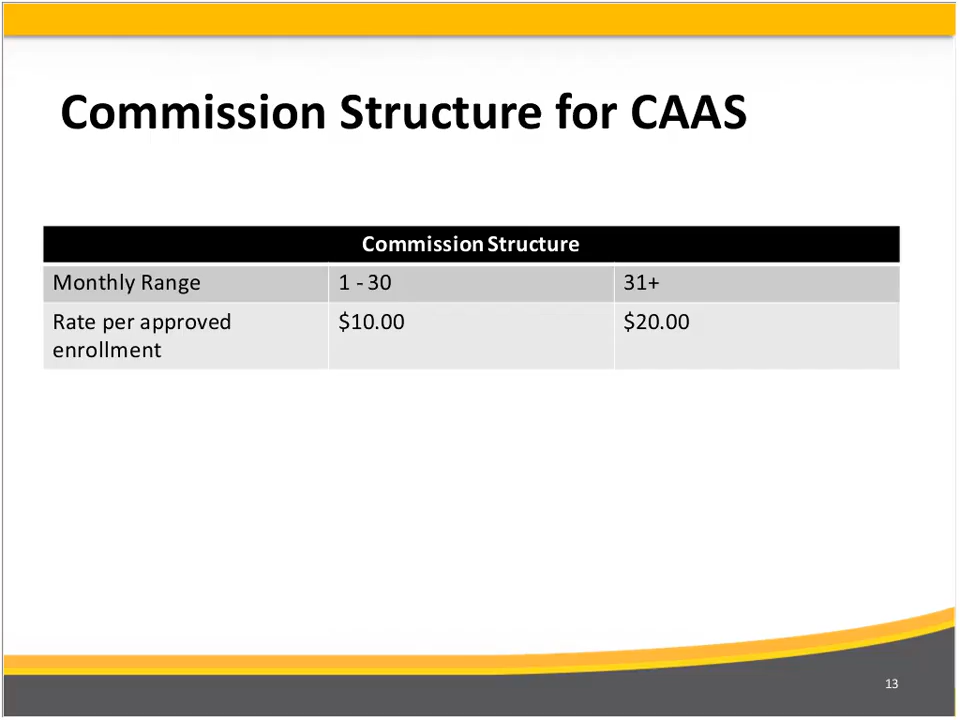 Commission Structure for CAAS
Commission Structure
Monthly Range 1 - 30 31+
Rate per approved enrollment $10.00 $20.00
13